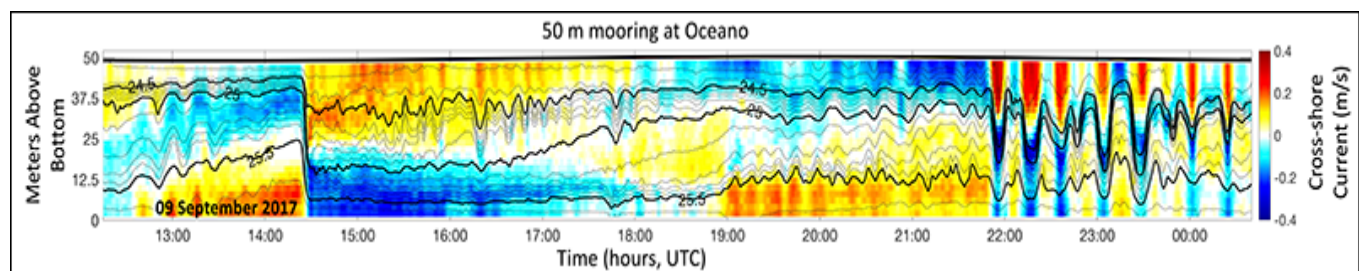 50 m mooring at Oceano
Meters Above
Bottom
50
37.5
25
12.5
0
24.5
25
25.5
24.5
25
25.5
09 September 2017
13:00 14:00 15:00 16:00 17:00 18:00 19:00 20:00 21:00 22:00 23:00 00:00
Time (hours, UTC)
0.4
0.2
0
-0.2
-0.4
Cross-shore
Current (m/s)